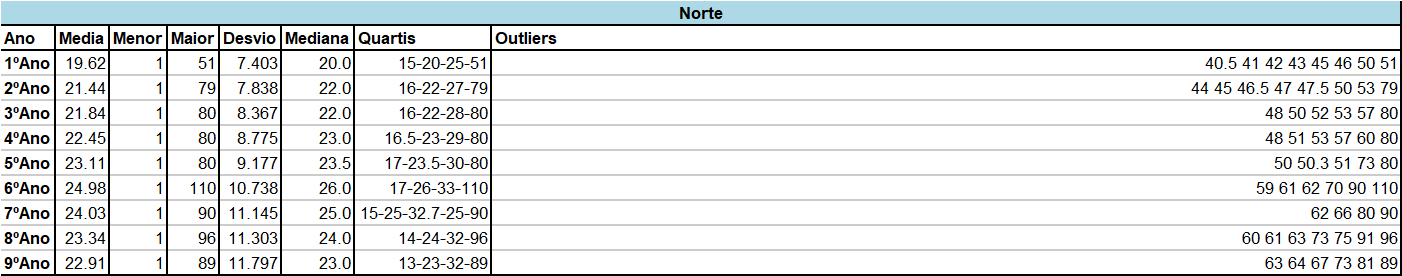 Norte
Ano Media Menor Maior Desvio Mediana Quartis Outliers
1ºAno 19.62 1 51 7.403 20.0 15-20-25-51 40.5 41 42 43 45 46 50 51
2ºAno 21.44 1 79 7.838 22.0 16-22-27-79 44 45 46.5 47 47.5 50 53 79
3ºAno 21.84 1 80 8.367 22.0 16-22-28-80 48 50 52 53 57 80
4ºAno 22.45 1 80 8.775 23.0 16.5-23-29-80 48 51 53 57 60 80
5ºAno 23.11 1 80 9.177 23.5 17-23.5-30-80 50 50.3 51 73 80
6ºAno 24.98 1 110 10.738 26.0 17-26-33-110 59 61 62 70 90 110
7ºAno 24.03 1 90 11.145 25.0 15-25-32.7-25-90 62 66 80 90
8ºAno 23.34 1 96 11.303 24.0 14-24-32-96 60 61 63 73 75 91 96
9ºAno 22.91 1 89 11.797 23.0 13-23-32-89 63 64 67 73 81 89